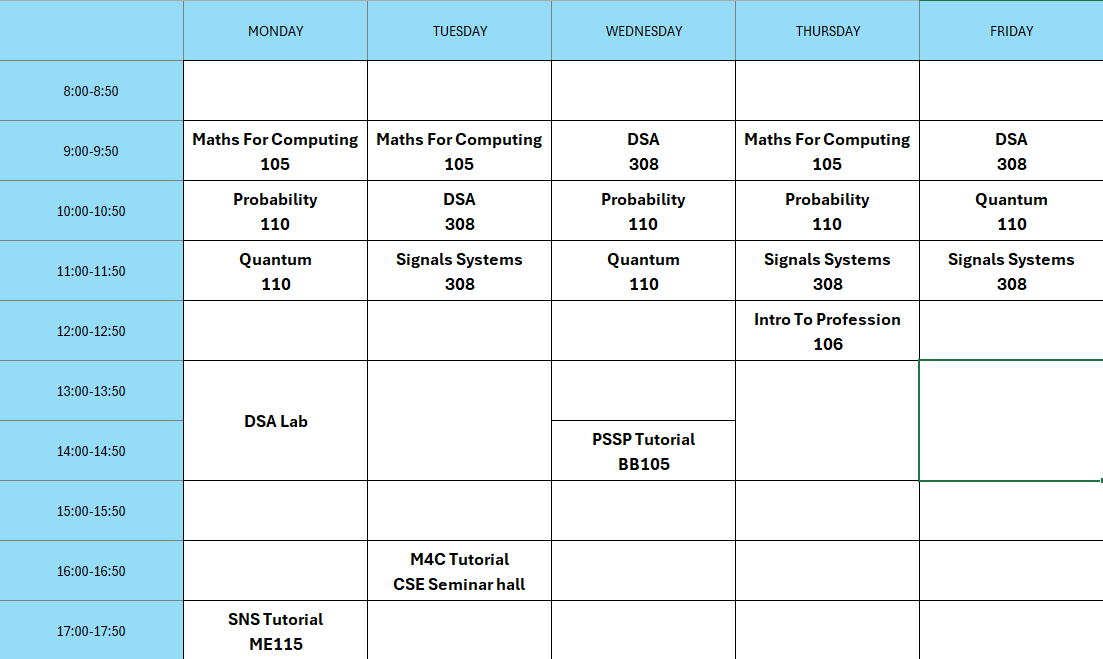 MONDAY TUESDAY WEDNESDAY THURSDAY FRIDAY
8:00-8:50
9:00-9:50
Maths For Computing
105
Maths For Computing
105
DSA
308
Maths For Computing
105
DSA
308
10:00-10:50
Probability
110
DSA
308
Probability
110
Probability
110
Quantum
110
11:00-11:50
Quantum
110
Signals Systems
308
Quantum
110
Signals Systems
308
Signals Systems
308
12:00-12:50
Intro To Profession
106
13:00-13:50
DSA Lab
14:00-14:50
PSSP Tutorial
BB105
15:00-15:50
16:00-16:50
M4C Tutorial
CSE Seminar hall
17:00-17:50
SNS Tutorial
ME115